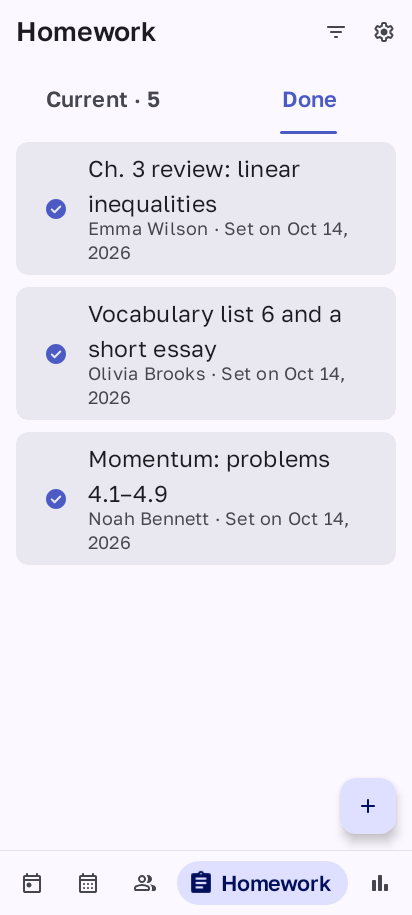 Homework
Current · 5
Done
Ch. 3 review: linear
inequalities
Emma Wilson · Set on Oct 14,
2026
Vocabulary list 6 and a
short essay
Olivia Brooks · Set on Oct 14,
2026
Momentum: problems
4.1–4.9
Noah Bennett · Set on Oct 14,
2026
Homework